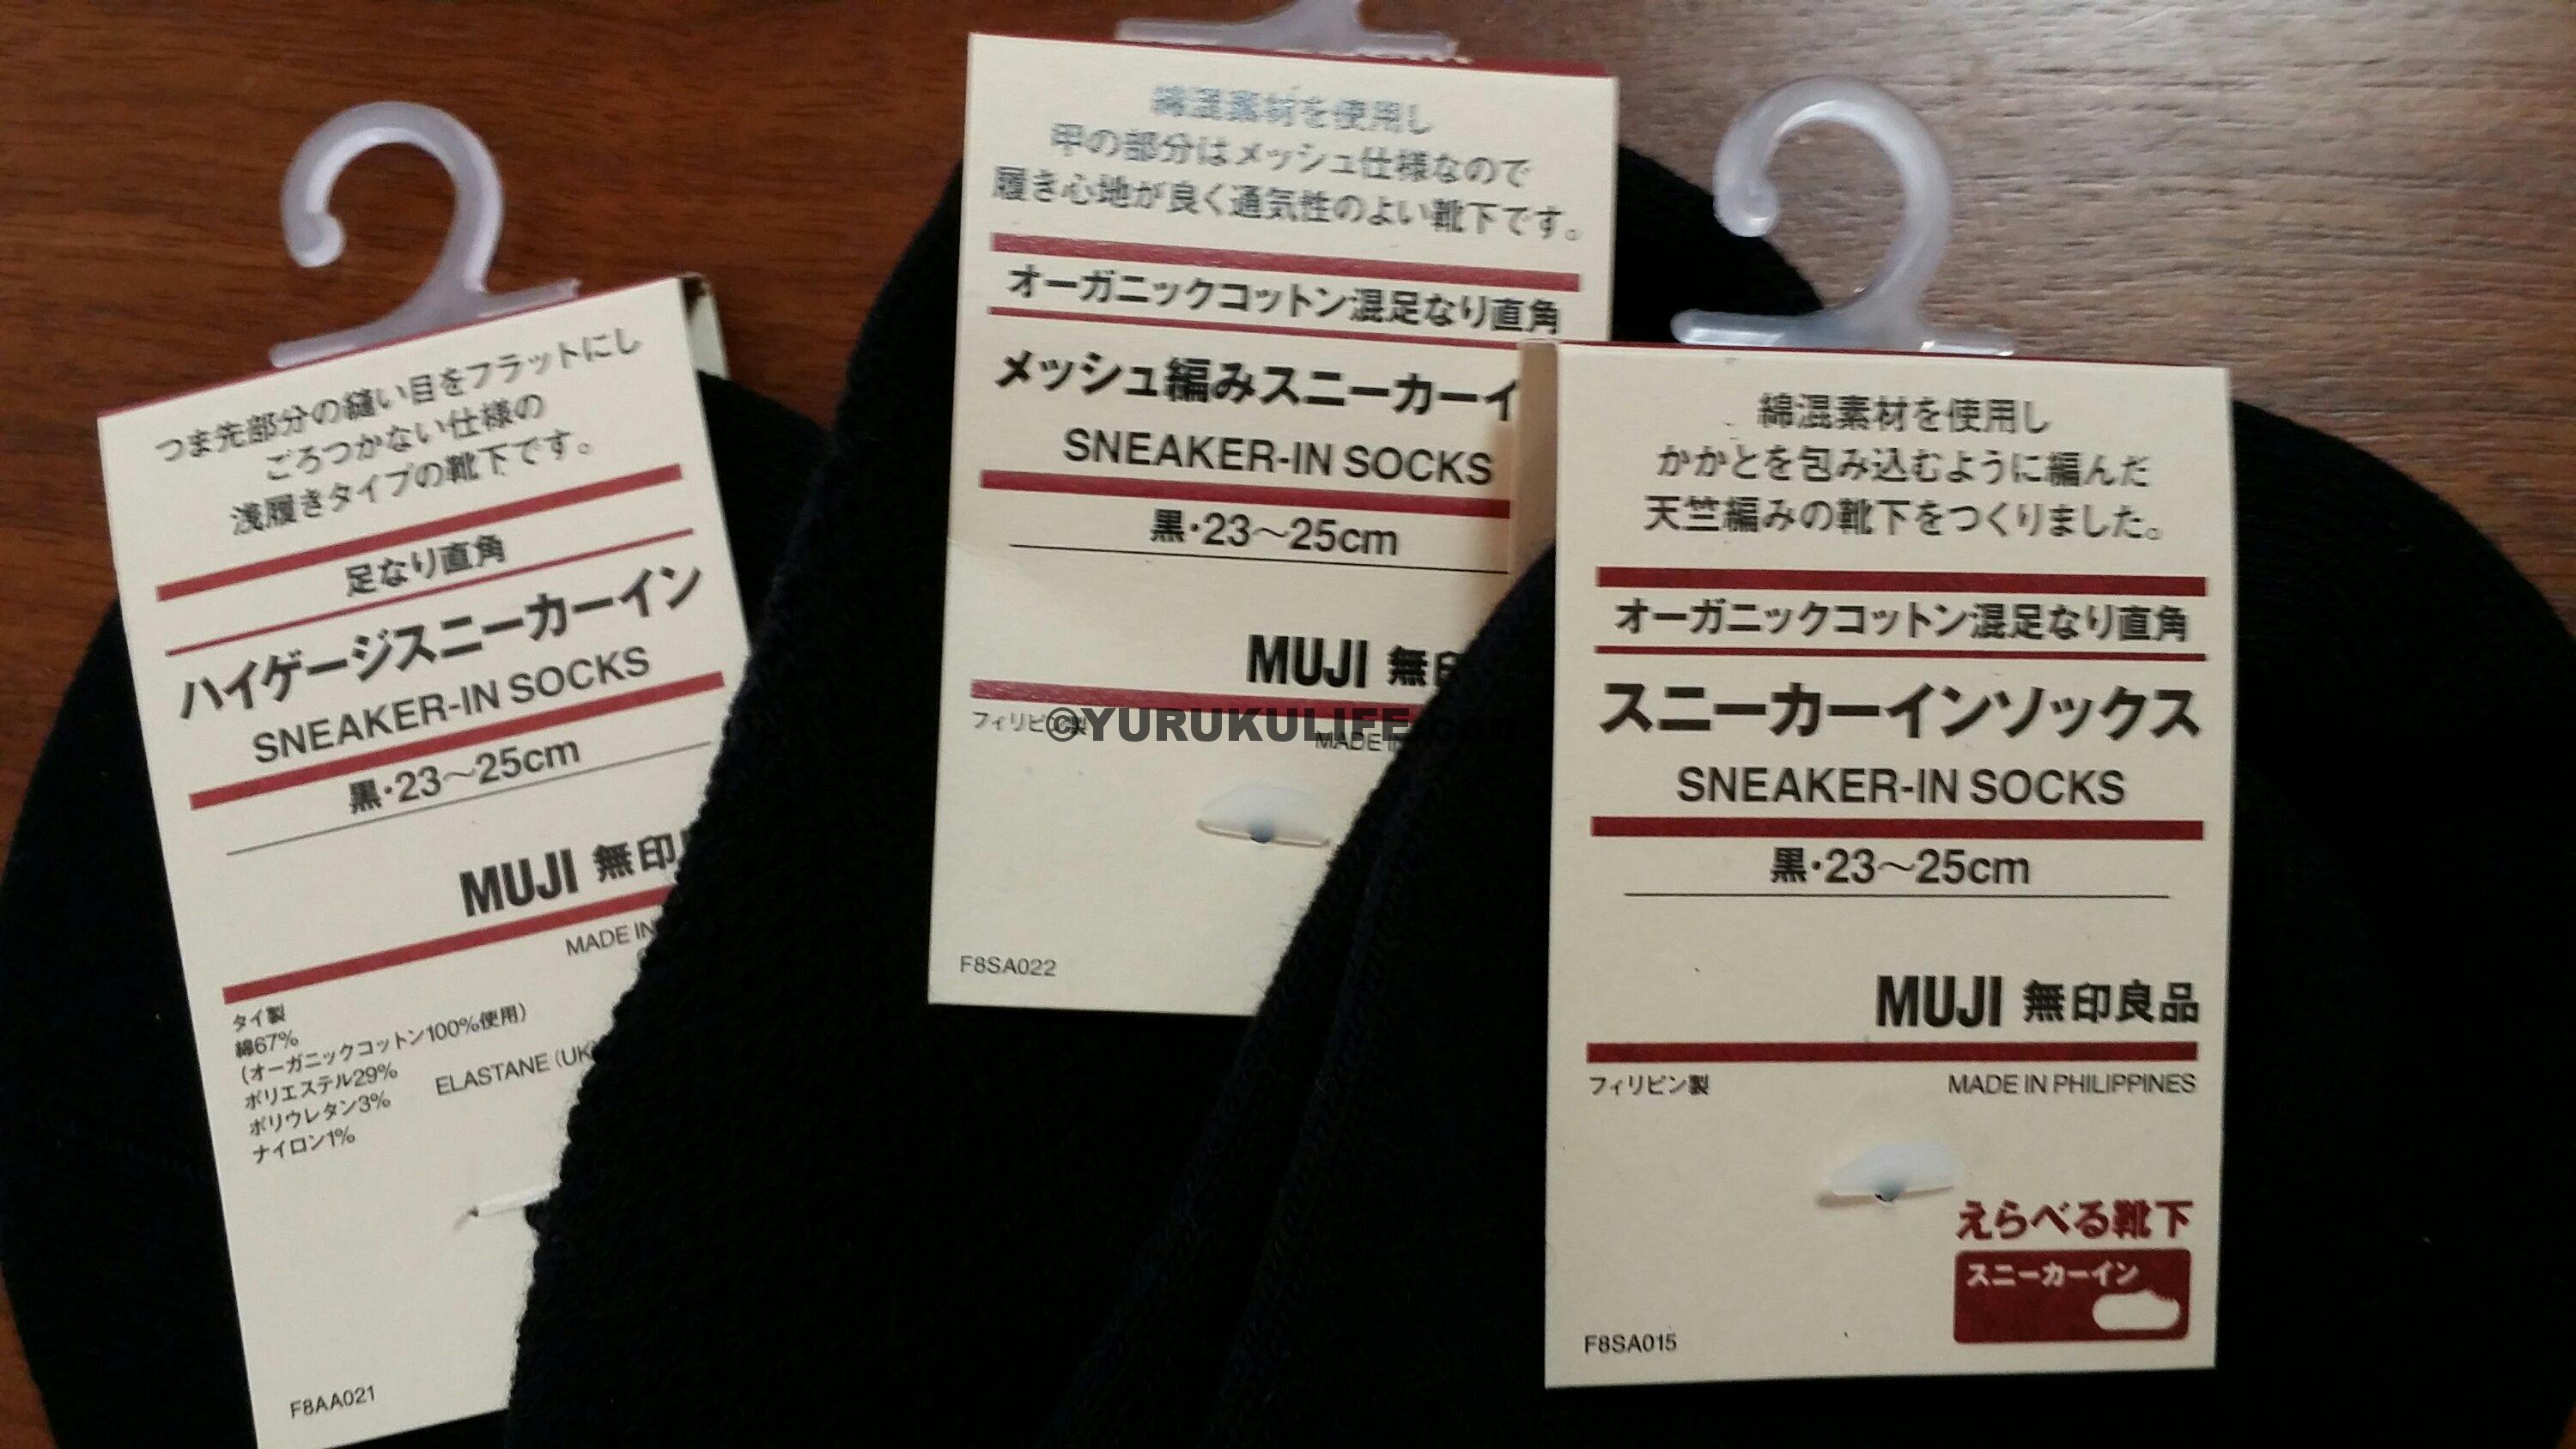 つま先部分の縫い目をフラットにし
ごろつかない仕様の
浅履きタイプの靴下です。
足なり直角
ハイゲージスニーカーイン
SNEAKER-IN SOCKS
黒・23～25cm
MUJI 無印
MADE IN
タイ製
綿67%
(オーガニックコットン100%使用)
ポリエステル29%
ELASTANE (UK
ポリウレタン3%
ナイロン1%
F8AA021
綿混素材を使用し
甲の部分はメッシュ仕様なので
履き心地が良く通気性のよい靴下です。
オーガニックコットン混足なり直角
メッシュ編みスニーカーイ
SNEAKER-IN SOCKS
黒・23～25cm
MUJI 無印
フィリピン製
MADE IN
©YURUKULIFE.com
F8SA022
綿混素材を使用し
かかとを包み込むように編んだ
天竺編みの靴下をつくりました。
オーガニックコットン混足なり直角
スニーカーインソックス
SNEAKER-IN SOCKS
黒・23～25cm
MUJI 無印良品
フィリピン製
MADE IN PHILIPPINES
えらべる靴下
スニーカーイン
F8SA015